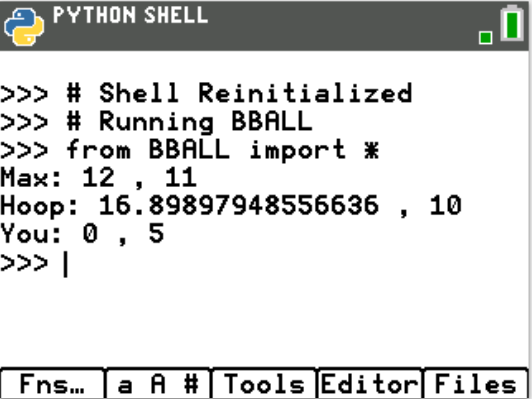 PYTHON SHELL
>>> # Shell Reinitialized
>>> # Running BBALL
>>> from BBALL import *
Max: 12 , 11
Hoop: 16.89897948556636 , 10
You: 0 , 5
>>> |
Fns… a A # Tools Editor Files